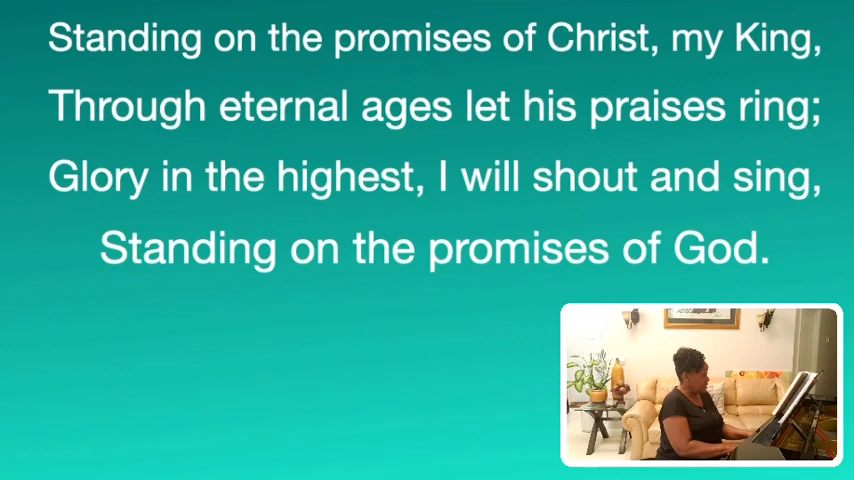 Standing on the promises of Christ, my King,
Through eternal ages let his praises ring;
Glory in the highest, I will shout and sing,
Standing on the promises of God.